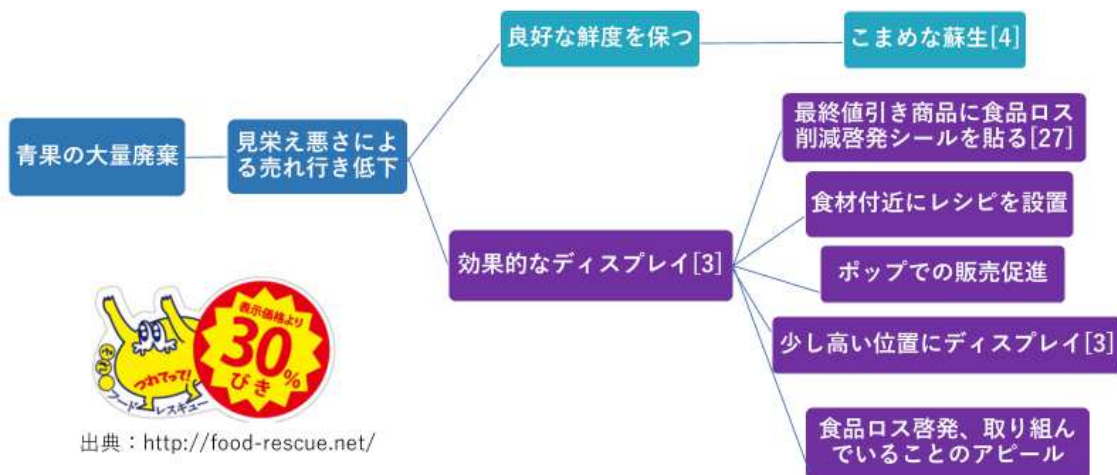 良好な鮮度を保つ
こまめな蘇生[4]
青果の大量廃棄
見栄え悪さによ
る売れ行き低下
最終値引き商品に食品ロス
削減啓発シールを貼る[27]
食材付近にレシピを設置
効果的なディスプレイ[3]
ポップでの販売促進
少し高い位置にディスプレイ[3]
食品ロス啓発、取り組ん
でいることのアピール
表示価格より
30%
びき
つれてって!
フードレスキュー
出典：http://food-rescue.net/